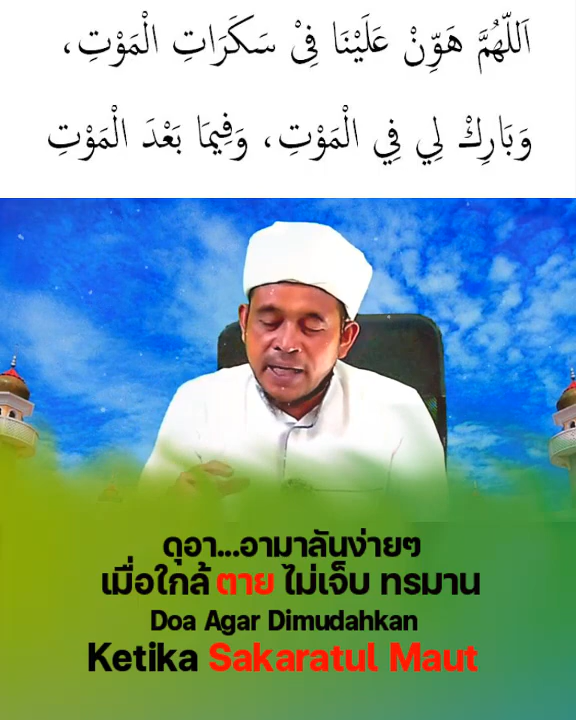 اَللّٰهُمَّ هَوِّنْ عَلَيْنَا فِيْ سَكَرَاتِ الْمَوْتِ،
وَبَارِكْ لِي فِي الْمَوْتِ، وَفِيمَا بَعْدَ الْمَوْتِ
ดุอา...อามาลันง่ายๆ
เมื่อใกล้ ตาย ไม่เจ็บ ทรมาน
Doa Agar Dimudahkan
Ketika Sakaratul Maut